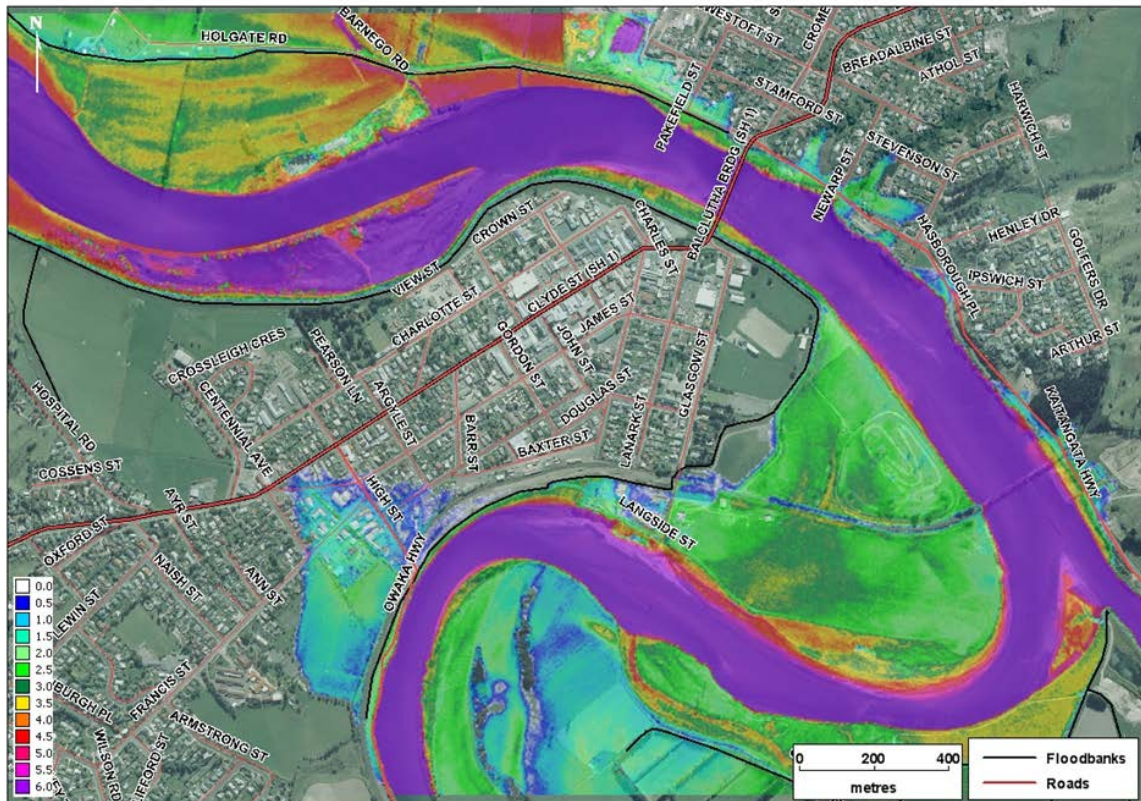 N
HOLGATE RD
BARNEGO RD
WESTOFT ST
BREADALBINE ST
ATHOL ST
STAMFORD ST
PAKEFIELD ST
HARWICH ST
STEVENSON ST
NEWARP ST
BALCLUTHA BRDG (SH 1)
CHARLES ST
CROWN ST
VIEW ST
CHARLOTTE ST
CLYDE ST (SH 1)
HASBOROUGH PL
HENLEY DR
GOLFERS DR
IPSWICH ST
ARTHUR ST
KAITANGATA HWY
GORDON ST
JOHN ST
JAMES ST
DOUGLAS ST
GLASGOW ST
LANARK ST
BAXTER ST
BARR ST
ARGYLE ST
PEARSON LN
CROSSLEIGH CRES
CENTENNIAL AVE
HOSPITAL RD
COSSENS ST
HIGH ST
LANGSIDE ST
OWAKA HWY
AYR ST
OXFORD ST
NAISH ST
ANN ST
LEWIN ST
FRANCIS ST
BURGH PL
WILSON RD
LIFFORD ST
ARMSTRONG ST
0.0
0.5
1.0
1.5
2.0
2.5
3.0
3.5
4.0
4.5
5.0
5.5
6.0
0 200 400
metres
Floodbanks
Roads